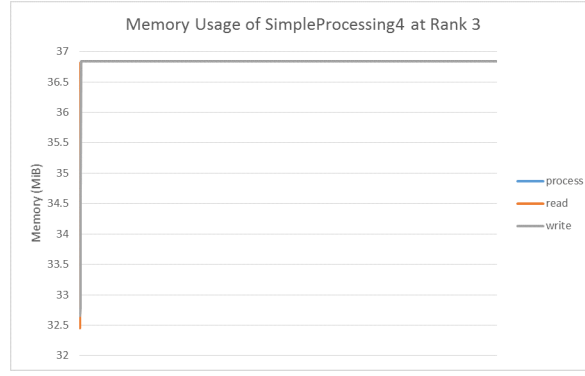 Memory Usage of SimpleProcessing4 at Rank 3
37
36.5
36
35.5
35
34.5
34
33.5
33
32.5
32
Memory (MiB)
process
read
write